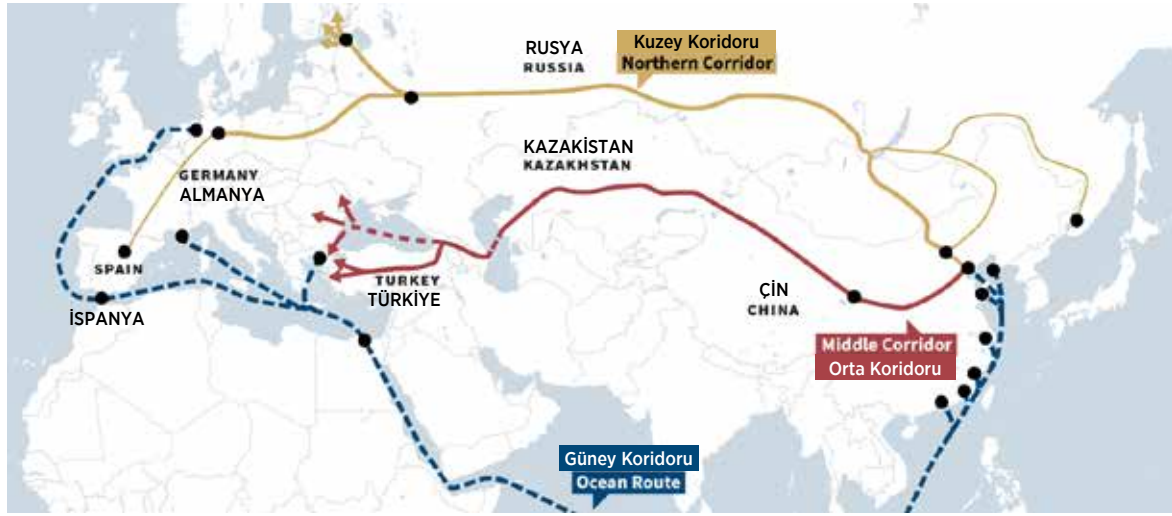 RUSYA
RUSSIA
Kuzey Koridoru
Northern Corridor
KAZAKİSTAN
KAZAKHSTAN
GERMANY
ALMANYA
SPAIN
İSPANYA
TURKEY
TÜRKİYE
ÇİN
CHINA
Middle Corridor
Orta Koridoru
Güney Koridoru
Ocean Route